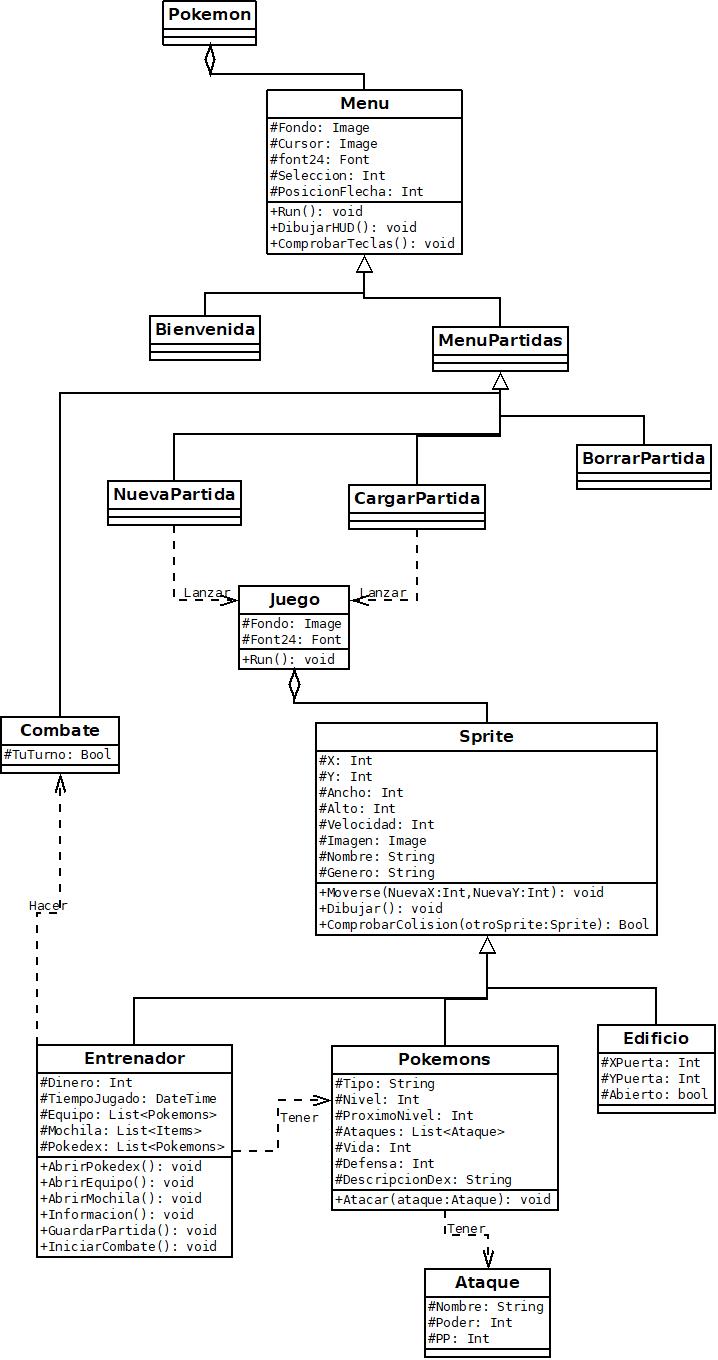 Pokemon
Menu
#Fondo: Image
#Cursor: Image
#font24: Font
#Seleccion: Int
#PosicionFlecha: Int
+Run(): void
+DibujarHUD(): void
+ComprobarTeclas(): void
Bienvenida
MenuPartidas
NuevaPartida
CargarPartida
BorrarPartida
Lanzar
Lanzar
Juego
#Fondo: Image
#Font24: Font
+Run(): void
Combate
#TuTurno: Bool
Sprite
#X: Int
#Y: Int
#Ancho: Int
#Alto: Int
#Velocidad: Int
#Imagen: Image
#Nombre: String
#Genero: String
+Moverse(NuevaX:Int,NuevaY:Int): void
+Dibujar(): void
+ComprobarColision(otroSprite:Sprite): Bool
Hacer
Entrenador
#Dinero: Int
#TiempoJugado: DateTime
#Equipo: List<Pokemons>
#Mochila: List<Items>
#Pokedex: List<Pokemons>
+AbrirPokedex(): void
+AbrirEquipo(): void
+AbrirMochila(): void
+Informacion(): void
+GuardarPartida(): void
+IniciarCombate(): void
Tener
Pokemons
#Tipo: String
#Nivel: Int
#ProximoNivel: Int
#Ataques: List<Ataque>
#Vida: Int
#Defensa: Int
#DescripcionDex: String
+Atacar(ataque:Ataque): void
Edificio
#XPuerta: Int
#YPuerta: Int
#Abierto: bool
Tener
Ataque
#Nombre: String
#Poder: Int
#PP: Int